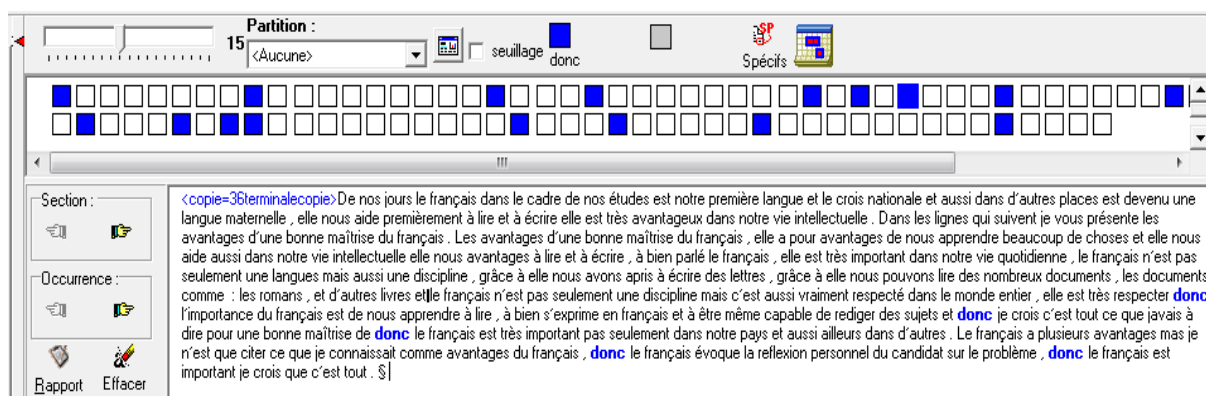 Partition :
15 <Aucune> seuillage donc SP Spécifs
Section :
Occurrence :
Rapport Effacer
<copie=36terminalecopie>De nos jours le français dans le cadre de nos études est notre première langue et le crois nationale et aussi dans d'autres places est devenu une
langue maternelle , elle nous aide premièrement à lire et à écrire elle est très avantageux dans notre vie intellectuelle . Dans les lignes qui suivent je vous présente les
avantages d'une bonne maîtrise du français . Les avantages d'une bonne maîtrise du français , elle a pour avantages de nous apprendre beaucoup de choses et elle nous
aide aussi dans notre vie intellectuelle elle nous avantages à lire et à écrire , à bien parlé le français , elle est très important dans notre vie quotidienne , le français n'est pas
seulement une langues mais aussi une discipline , grâce à elle nous avons apris à écrire des lettres , grâce à elle nous pouvons lire des nombreux documents , les documents
comme : les romans , et d'autres livres et le français n'est pas seulement une discipline mais c'est aussi vraiment respecté dans le monde entier , elle est très respecter donc
l'importance du français est de nous apprendre à lire , à bien s'exprime en français et à être même capable de rediger des sujets et donc je crois c'est tout ce que javais à
dire pour une bonne maîtrise de donc le français est très important pas seulement dans notre pays et aussi ailleurs dans d'autres . Le français a plusieurs avantages mas je
n'est que citer ce que je connaissait comme avantages du français , donc le français évoque la reflexion personnel du candidat sur le problème , donc le français est
important je crois que c'est tout . §